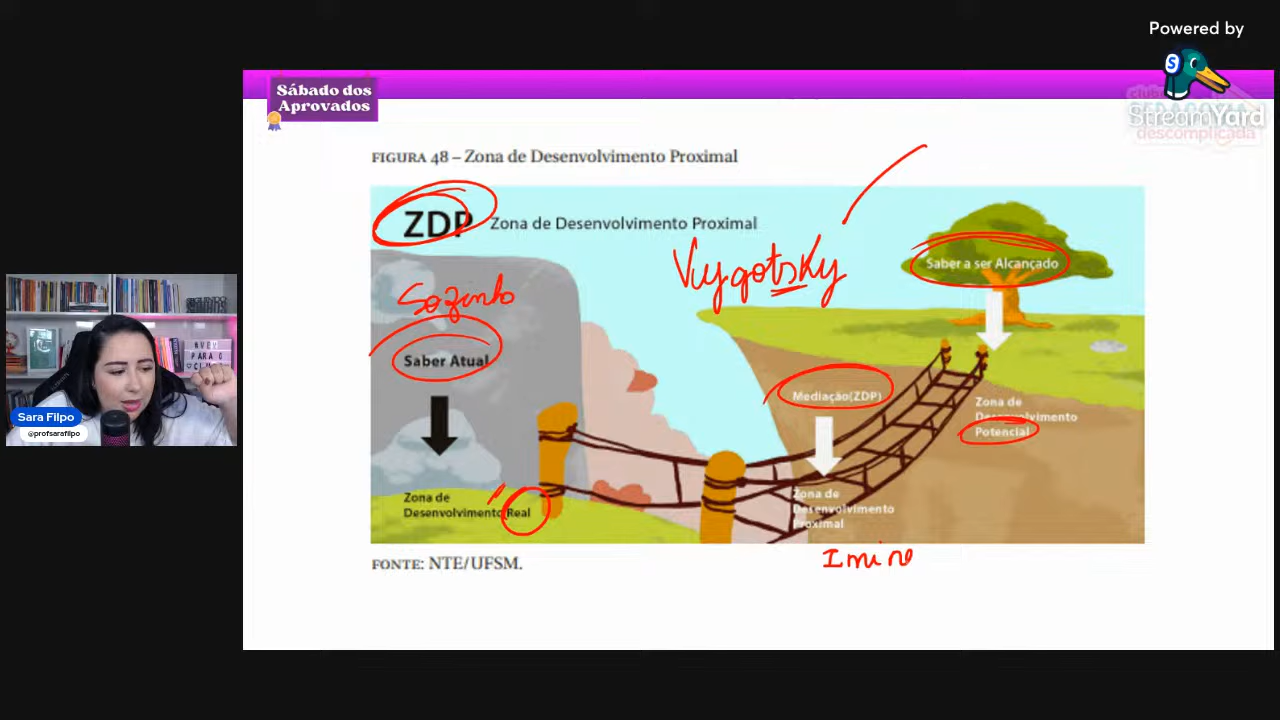 Powered by
StreamYard
Sábado dos
Aprovados
descomplicada
FIGURA 48 – Zona de Desenvolvimento Proximal
ZDP Zona de Desenvolvimento Proximal
Vygotsky
Saber a ser Alcançado
Sozinho
Saber Atual
Mediação(ZDP)
Zona de
Desenvolvimento
Potencial
Zona de
Desenvolvimento Real
Zona de
Desenvolvimento
Proximal
Imine
FONTE: NTE/UFSM.
Sara Filpo
@profsarafilpo